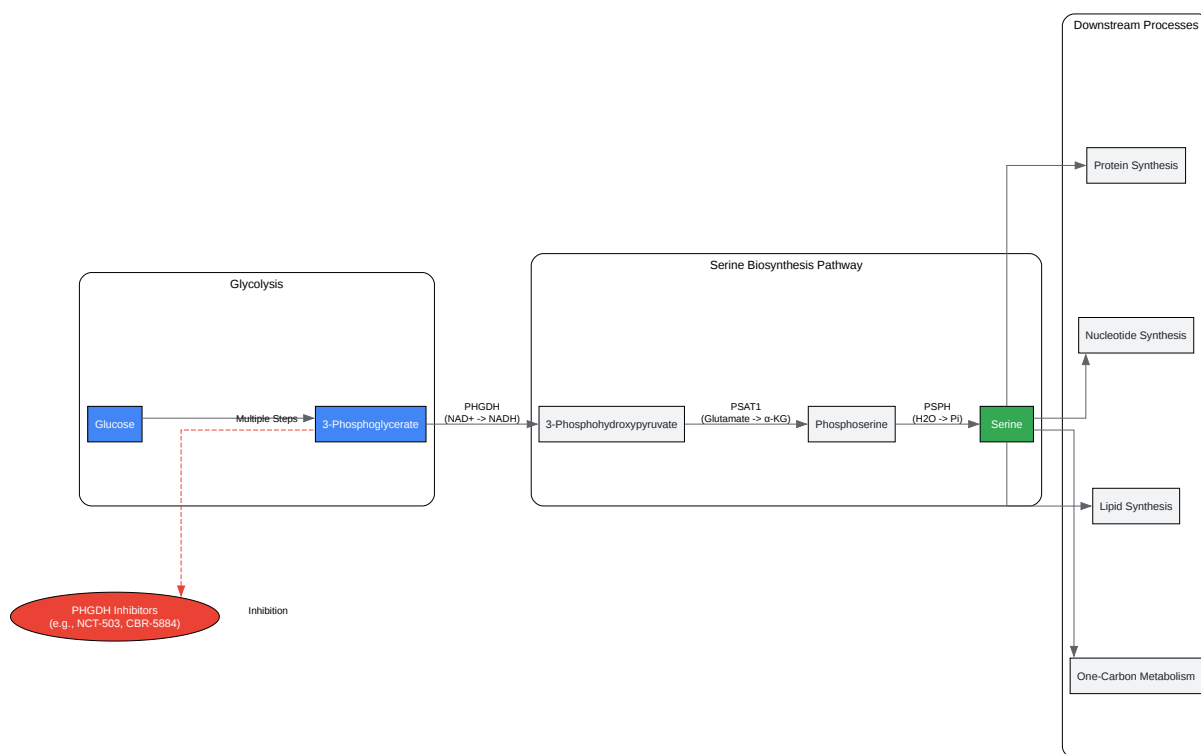 Downstream Processes
Protein Synthesis
Serine Biosynthesis Pathway
Glycolysis
Nucleotide Synthesis
PHGDH
(NAD+ -> NADH)
PSAT1
(Glutamate -> α-KG)
PSPH
(H2O -> Pi)
Glucose
Multiple Steps
3-Phosphoglycerate
3-Phosphohydroxypyruvate
Phosphoserine
Serine
Lipid Synthesis
PHGDH Inhibitors
(e.g., NCT-503, CBR-5884)
Inhibition
One-Carbon Metabolism